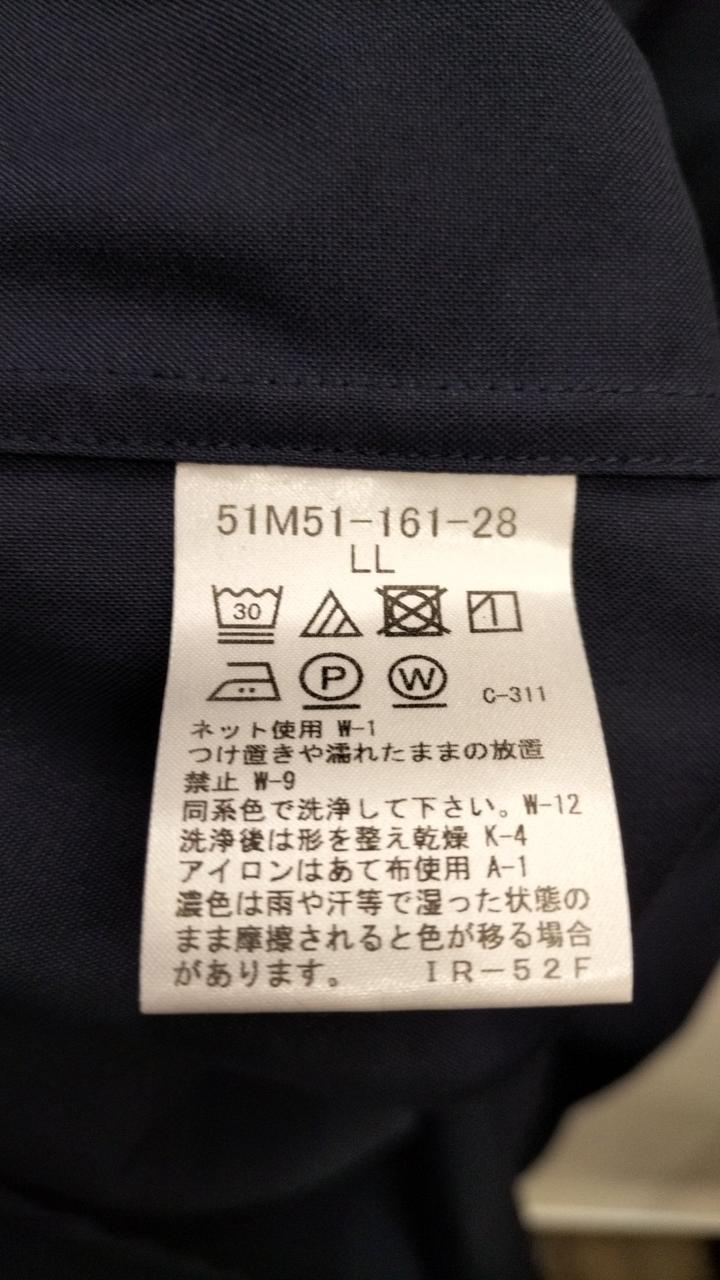 51M51-161-28
LL
30
P W C-311
ネット使用 W-1
つけ置きや濡れたままの放置
禁止 W-9
同系色で洗浄して下さい。W-12
洗浄後は形を整え乾燥 K-4
アイロンはあて布使用 A-1
濃色は雨や汗等で湿った状態の
まま摩擦されると色が移る場合
があります。 IR-52F